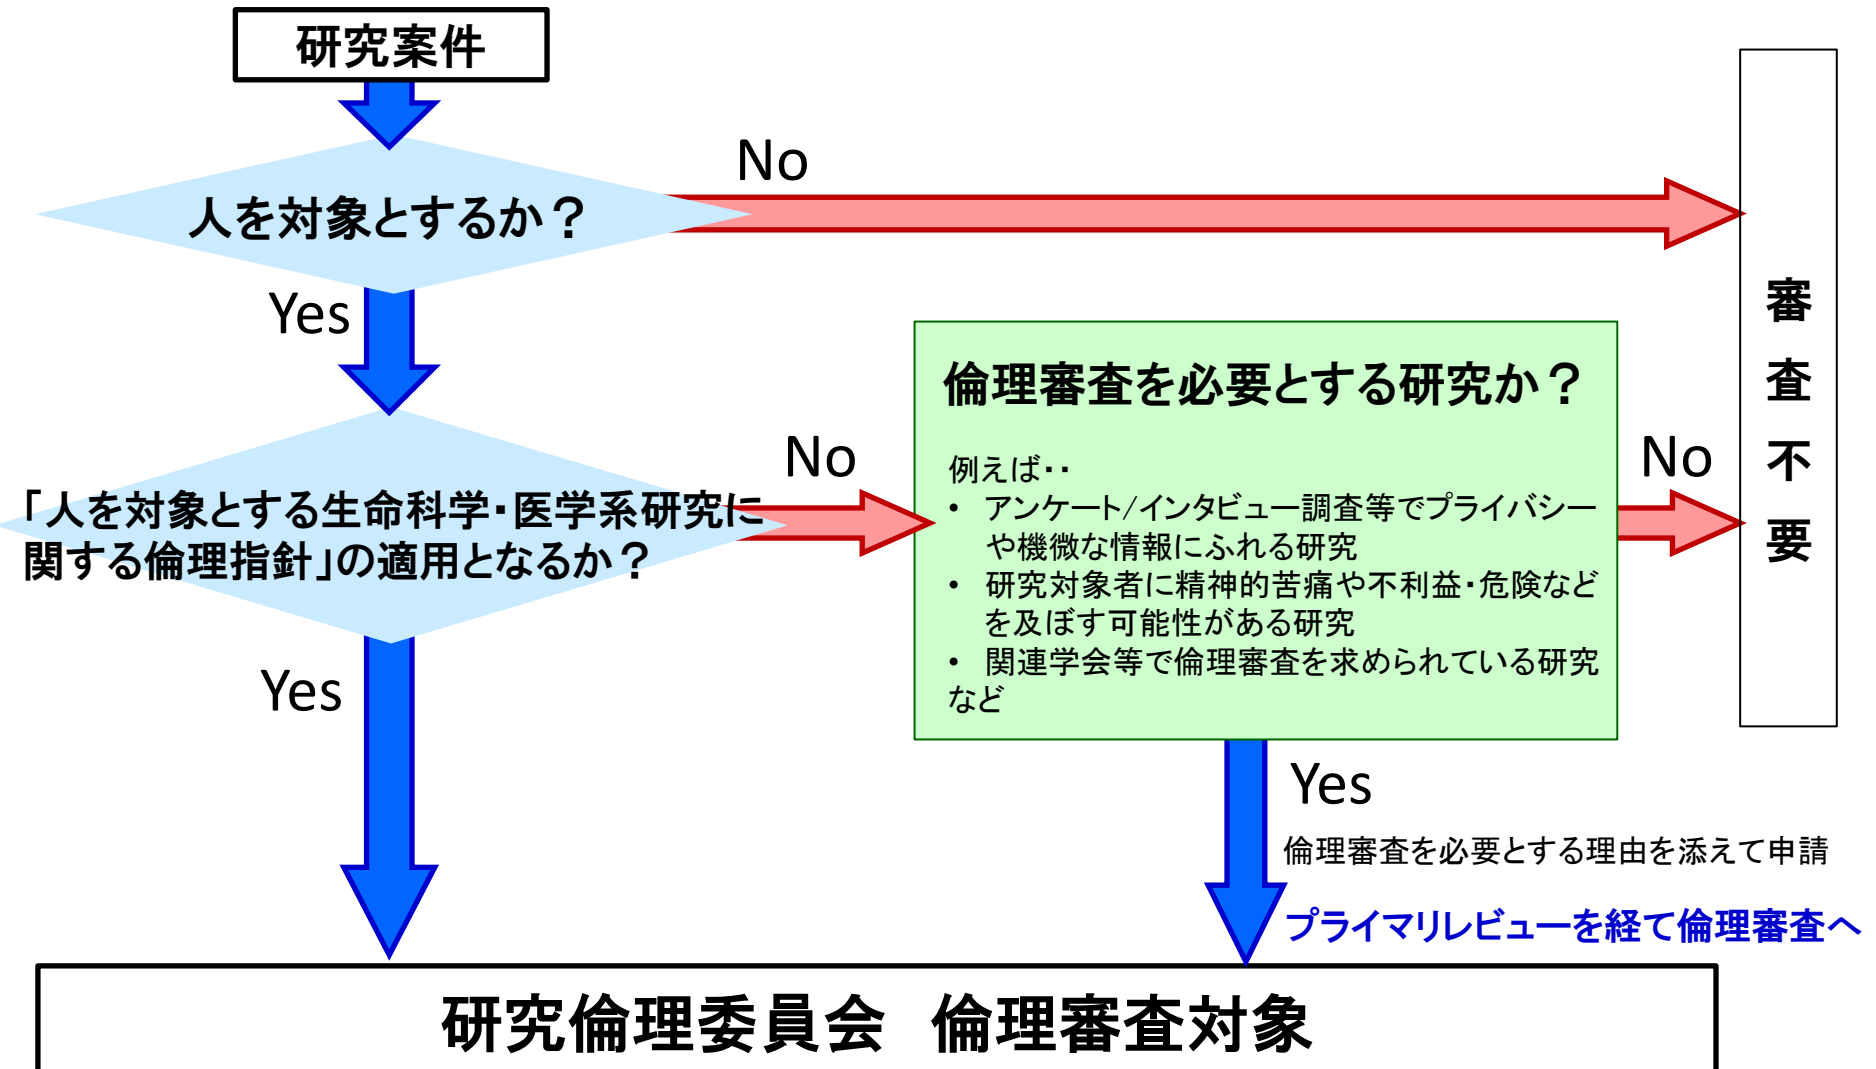 研究案件
No
人を対象とするか？
Yes
「人を対象とする生命科学・医学系研究に
関する倫理指針」の適用となるか？
No
倫理審査を必要とする研究か？
例えば・・
• アンケート/インタビュー調査等でプライバシー
や機微な情報にふれる研究
• 研究対象者に精神的苦痛や不利益・危険など
を及ぼす可能性がある研究
• 関連学会等で倫理審査を求められている研究
など
No
審査不要
Yes
Yes
倫理審査を必要とする理由を添えて申請
プライマリレビューを経て倫理審査へ
研究倫理委員会　倫理審査対象